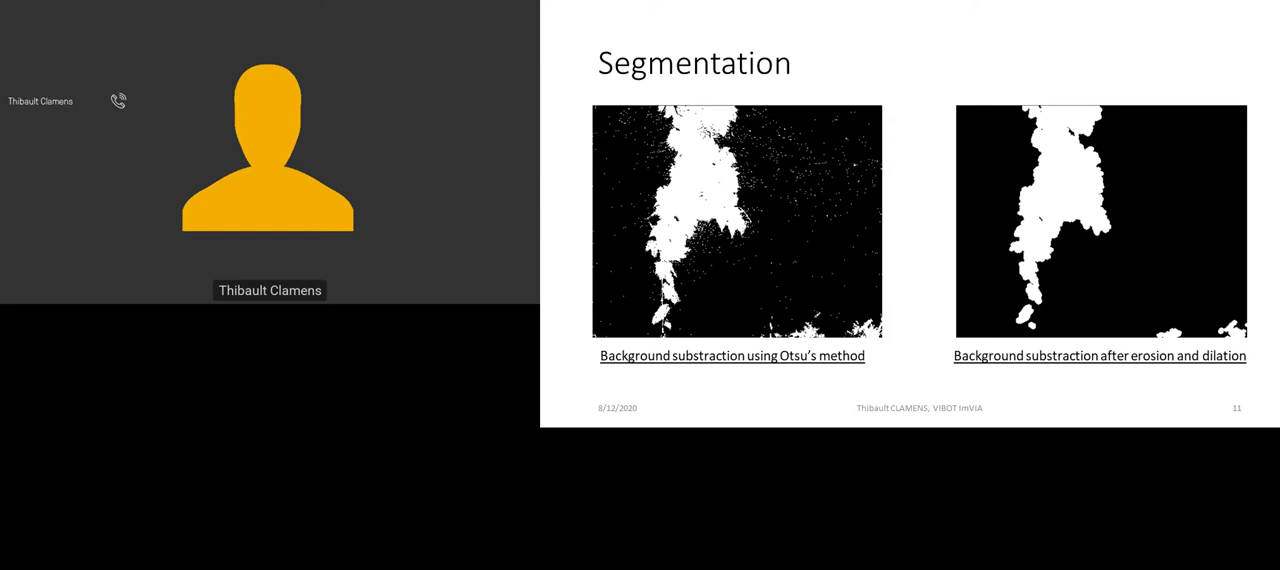 Thibault Clamens
Thibault Clamens
Segmentation
Background substraction using Otsu's method
Background substraction after erosion and dilation
8/12/2020
Thibault CLAMENS, VIBOT ImViA
11